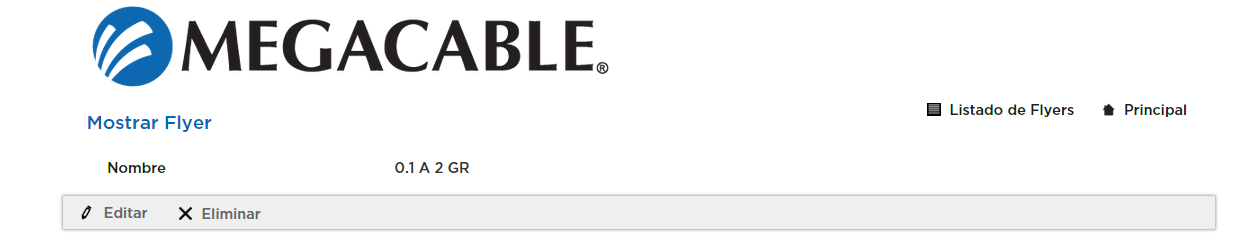 MEGACABLE®
Listado de Flyers Principal
Mostrar Flyer
Nombre 0.1 A 2 GR
Editar Eliminar